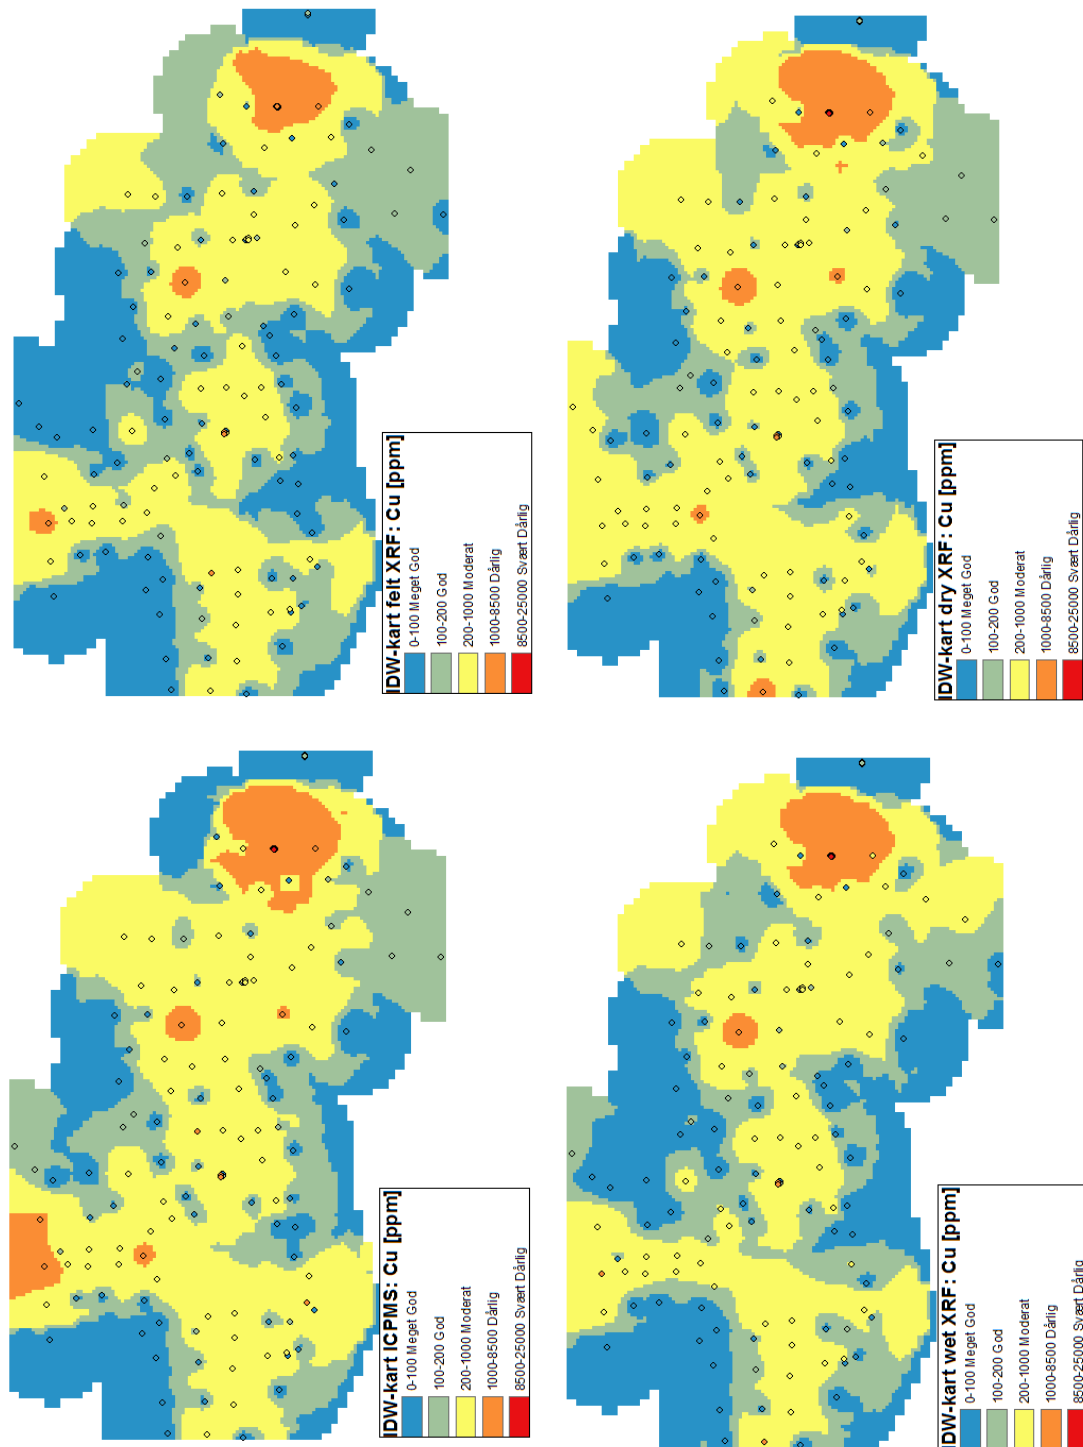 IDW-kart felt XRF: Cu [ppm]
0-100 Meget God
100-200 God
200-1000 Moderat
1000-8500 Dårlig
8500-25000 Svært Dårlig
IDW-kart dry XRF: Cu [ppm]
0-100 Meget God
100-200 God
200-1000 Moderat
1000-8500 Dårlig
8500-25000 Svært Dårlig
IDW-kart ICPMS: Cu [ppm]
0-100 Meget God
100-200 God
200-1000 Moderat
1000-8500 Dårlig
8500-25000 Svært Dårlig
IDW-kart wet XRF: Cu [ppm]
0-100 Meget God
100-200 God
200-1000 Moderat
1000-8500 Dårlig
8500-25000 Svært Dårlig